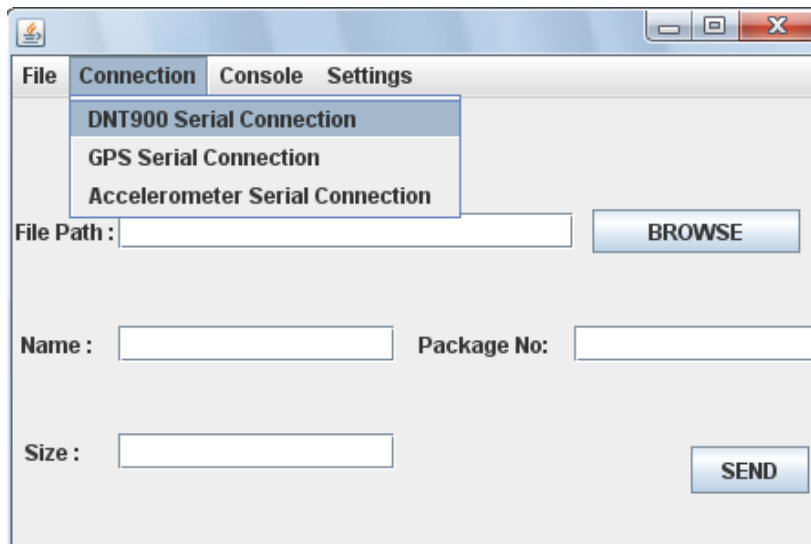 File Connection Console Settings
DNT900 Serial Connection
GPS Serial Connection
Accelerometer Serial Connection
File Path : BROWSE
Name : Package No:
Size :
SEND